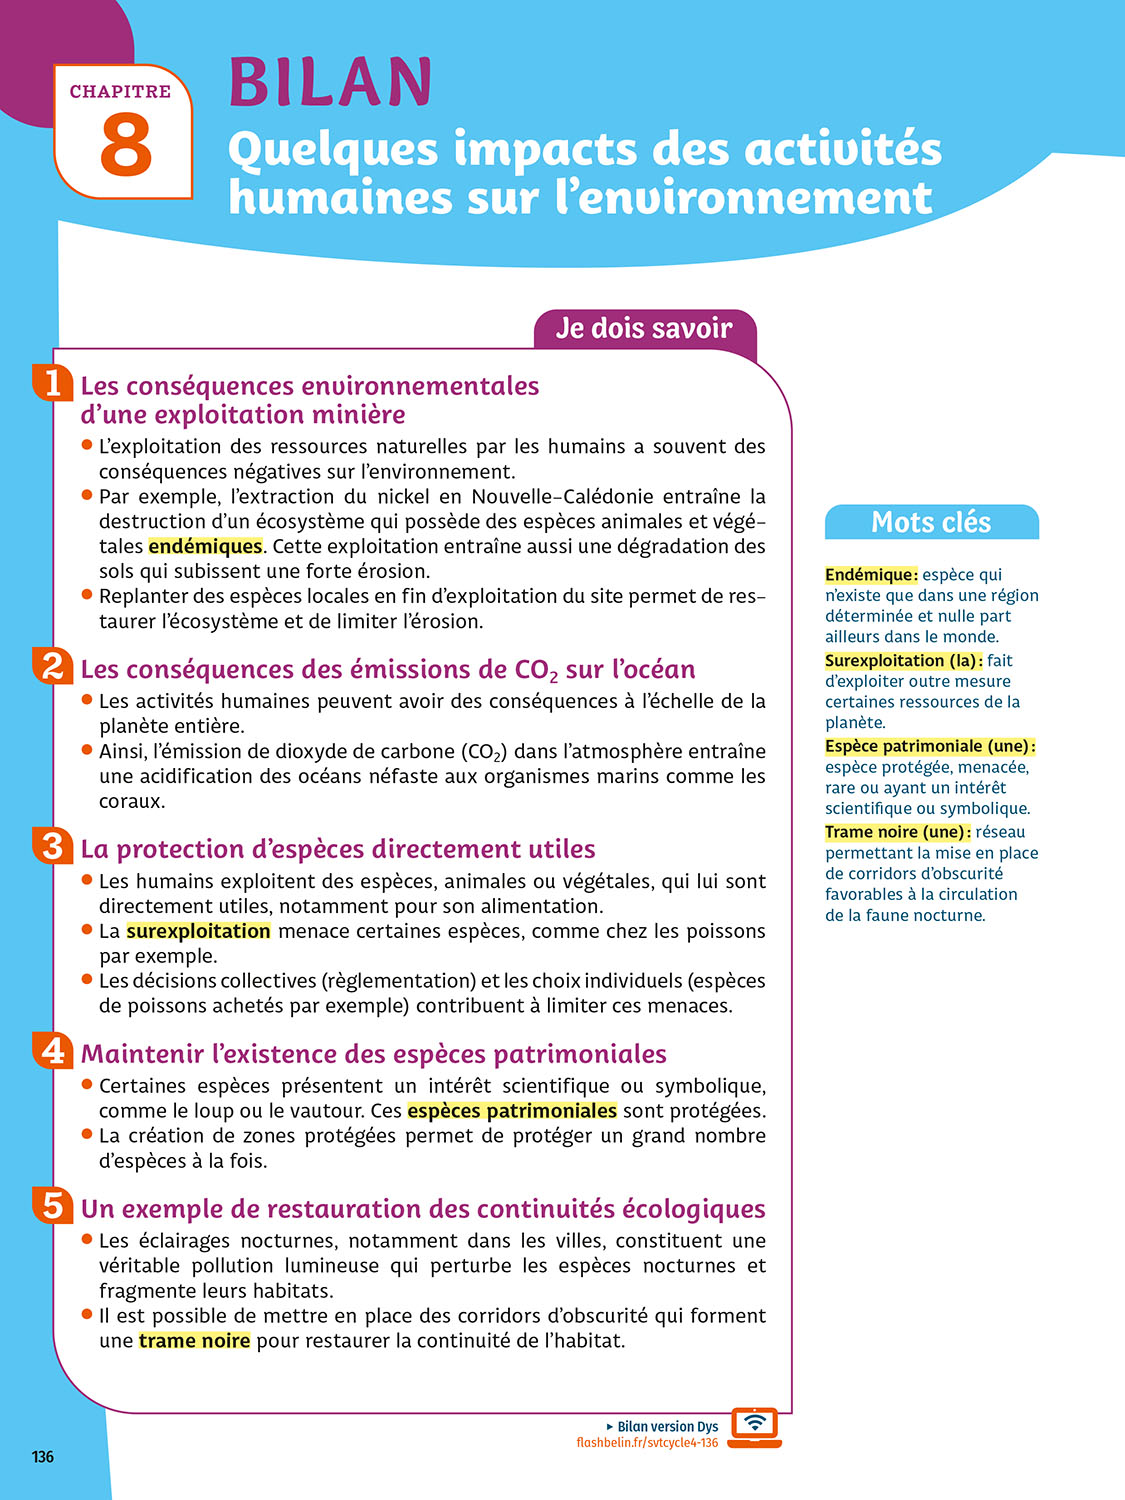 CHAPITRE
8
BILAN
Quelques impacts des activités
humaines sur l'environnement
Je dois savoir
1 Les conséquences environnementales
d'une exploitation minière
• L'exploitation des ressources naturelles par les humains a souvent des
conséquences négatives sur l'environnement.
• Par exemple, l'extraction du nickel en Nouvelle-Calédonie entraîne la
destruction d'un écosystème qui possède des espèces animales et végé-
tales endémiques. Cette exploitation entraîne aussi une dégradation des
sols qui subissent une forte érosion.
• Replanter des espèces locales en fin d'exploitation du site permet de res-
taurer l'écosystème et de limiter l'érosion.
2 Les conséquences des émissions de CO₂ sur l'océan
• Les activités humaines peuvent avoir des conséquences à l'échelle de la
planète entière.
• Ainsi, l'émission de dioxyde de carbone (CO₂) dans l'atmosphère entraîne
une acidification des océans néfaste aux organismes marins comme les
coraux.
3 La protection d'espèces directement utiles
• Les humains exploitent des espèces, animales ou végétales, qui lui sont
directement utiles, notamment pour son alimentation.
• La surexploitation menace certaines espèces, comme chez les poissons
par exemple.
• Les décisions collectives (règlementation) et les choix individuels (espèces
de poissons achetés par exemple) contribuent à limiter ces menaces.
4 Maintenir l'existence des espèces patrimoniales
• Certaines espèces présentent un intérêt scientifique ou symbolique,
comme le loup ou le vautour. Ces espèces patrimoniales sont protégées.
• La création de zones protégées permet de protéger un grand nombre
d'espèces à la fois.
5 Un exemple de restauration des continuités écologiques
• Les éclairages nocturnes, notamment dans les villes, constituent une
véritable pollution lumineuse qui perturbe les espèces nocturnes et
fragmente leurs habitats.
• Il est possible de mettre en place des corridors d'obscurité qui forment
une trame noire pour restaurer la continuité de l'habitat.
Mots clés
Endémique : espèce qui
n'existe que dans une région
déterminée et nulle part
ailleurs dans le monde.
Surexploitation (la) : fait
d'exploiter outre mesure
certaines ressources de la
planète.
Espèce patrimoniale (une) :
espèce protégée, menacée,
rare ou ayant un intérêt
scientifique ou symbolique.
Trame noire (une) : réseau
permettant la mise en place
de corridors d'obscurité
favorables à la circulation
de la faune nocturne.
▸ Bilan version Dys
flashbelin.fr/svtcycle4-136
136